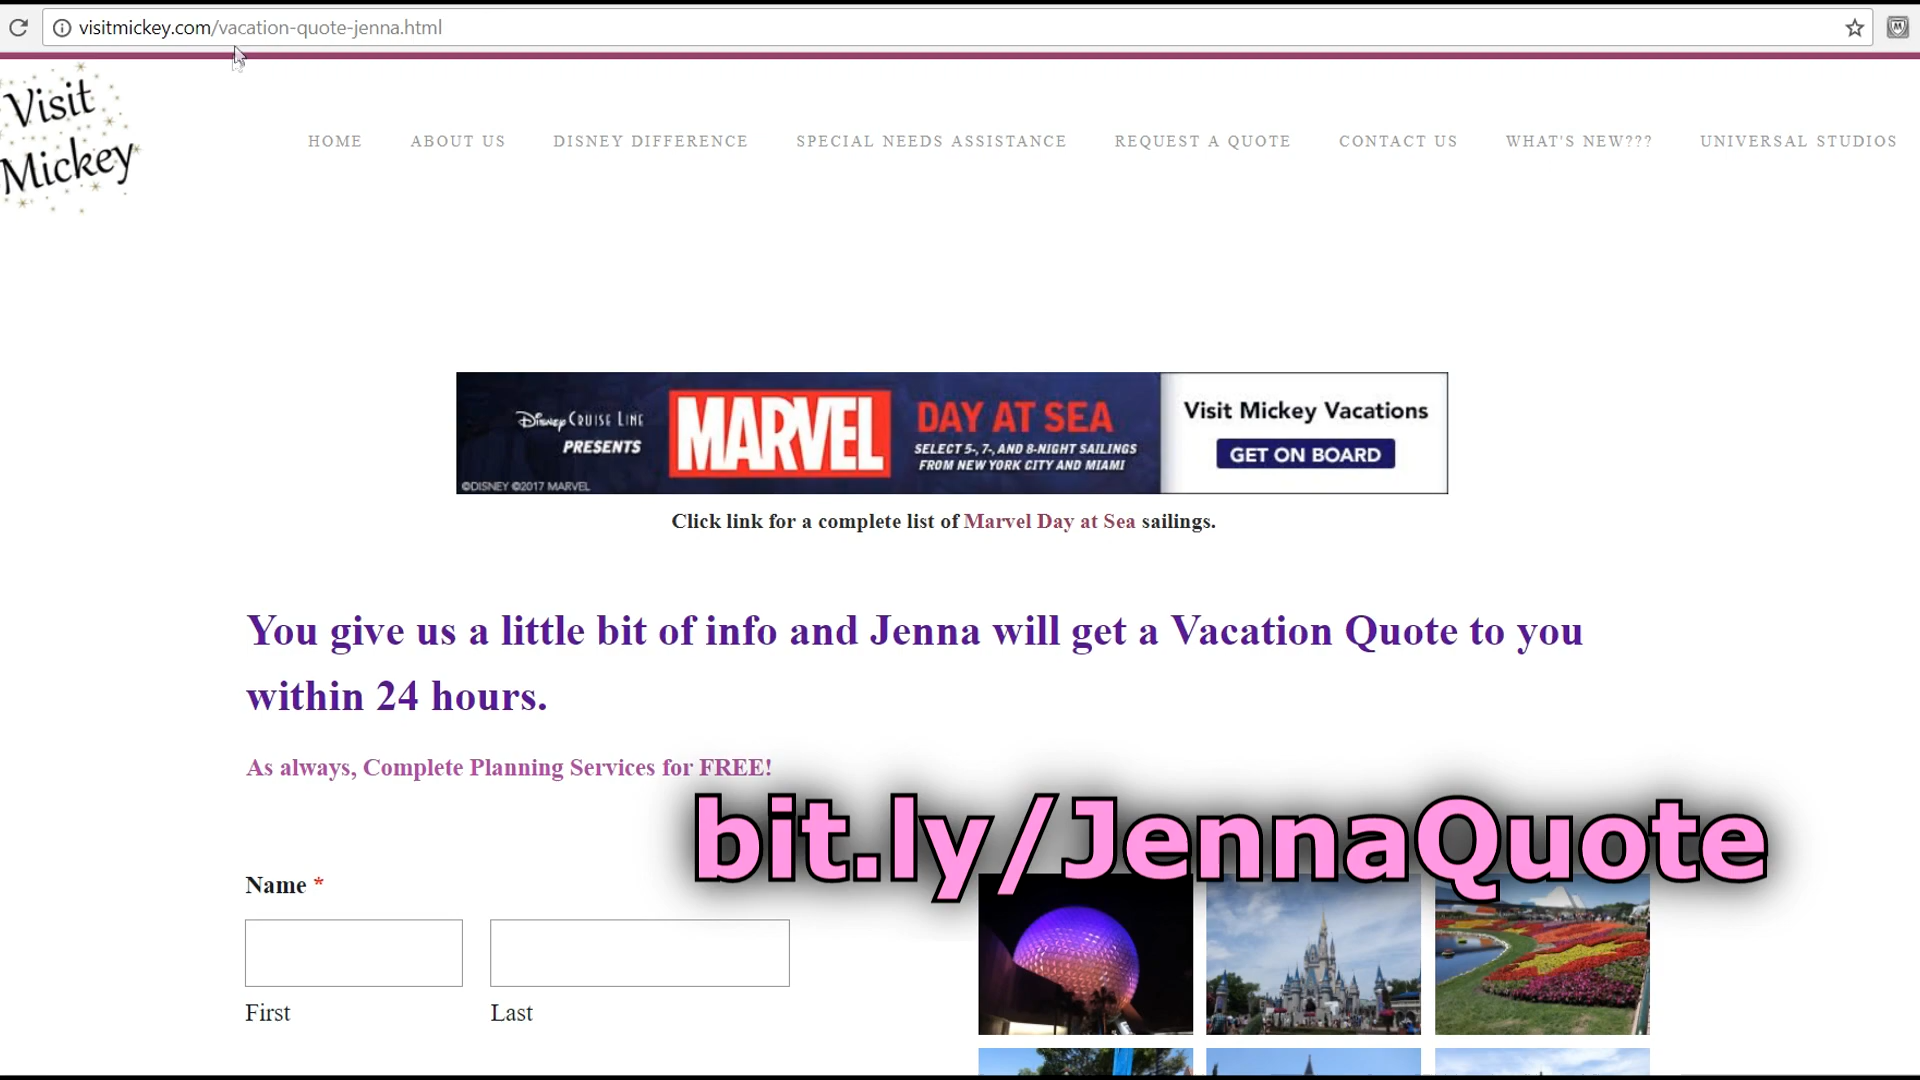 visitmickey.com/vacation-quote-jenna.html
Visit
Mickey
HOME ABOUT US DISNEY DIFFERENCE SPECIAL NEEDS ASSISTANCE REQUEST A QUOTE CONTACT US WHAT'S NEW??? UNIVERSAL STUDIOS
Disney CRUISE LINE
PRESENTS
MARVEL
DAY AT SEA
SELECT 5-, 7-, AND 8-NIGHT SAILINGS
FROM NEW YORK CITY AND MIAMI
©DISNEY ©2017 MARVEL
Visit Mickey Vacations
GET ON BOARD
Click link for a complete list of Marvel Day at Sea sailings.
You give us a little bit of info and Jenna will get a Vacation Quote to you
within 24 hours.
As always, Complete Planning Services for FREE!
bit.ly/JennaQuote
Name *
First Last